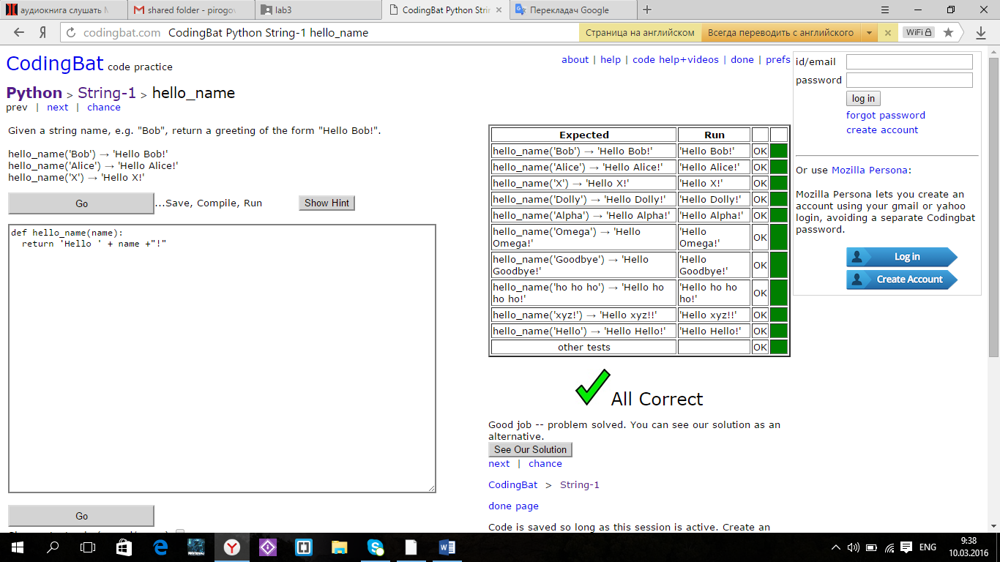 аудиокнига слушать
shared folder - pirogov
lab3
CodingBat Python Strin
Перекладач Google
codingbat.com CodingBat Python String-1 hello_name
Страница на английском
Всегда переводить с английского
WiFi
CodingBat code practice
about | help | code help+videos | done | prefs
Python > String-1 > hello_name
prev | next | chance
Given a string name, e.g. "Bob", return a greeting of the form "Hello Bob!".
hello_name('Bob') → 'Hello Bob!'
hello_name('Alice') → 'Hello Alice!'
hello_name('X') → 'Hello X!'
Go ...Save, Compile, Run Show Hint
def hello_name(name):
  return 'Hello ' + name +"!"
Go
Expected Run
hello_name('Bob') → 'Hello Bob!' 'Hello Bob!' OK
hello_name('Alice') → 'Hello Alice!' 'Hello Alice!' OK
hello_name('X') → 'Hello X!' 'Hello X!' OK
hello_name('Dolly') → 'Hello Dolly!' 'Hello Dolly!' OK
hello_name('Alpha') → 'Hello Alpha!' 'Hello Alpha!' OK
hello_name('Omega') → 'Hello 'Hello OK
Omega!' Omega!'
hello_name('Goodbye') → 'Hello 'Hello OK
Goodbye!' Goodbye!'
hello_name('ho ho ho') → 'Hello ho 'Hello ho ho OK
ho ho!' ho!'
hello_name('xyz!') → 'Hello xyz!!' 'Hello xyz!!' OK
hello_name('Hello') → 'Hello Hello!' 'Hello Hello!' OK
other tests OK
All Correct
Good job -- problem solved. You can see our solution as an
alternative.
See Our Solution
next | chance
CodingBat > String-1
done page
Code is saved so long as this session is active. Create an
id/email
password
log in
forgot password
create account
Or use Mozilla Persona:
Mozilla Persona lets you create an
account using your gmail or yahoo
login, avoiding a separate Codingbat
password.
Log in
Create Account
ENG
9:38
10.03.2016